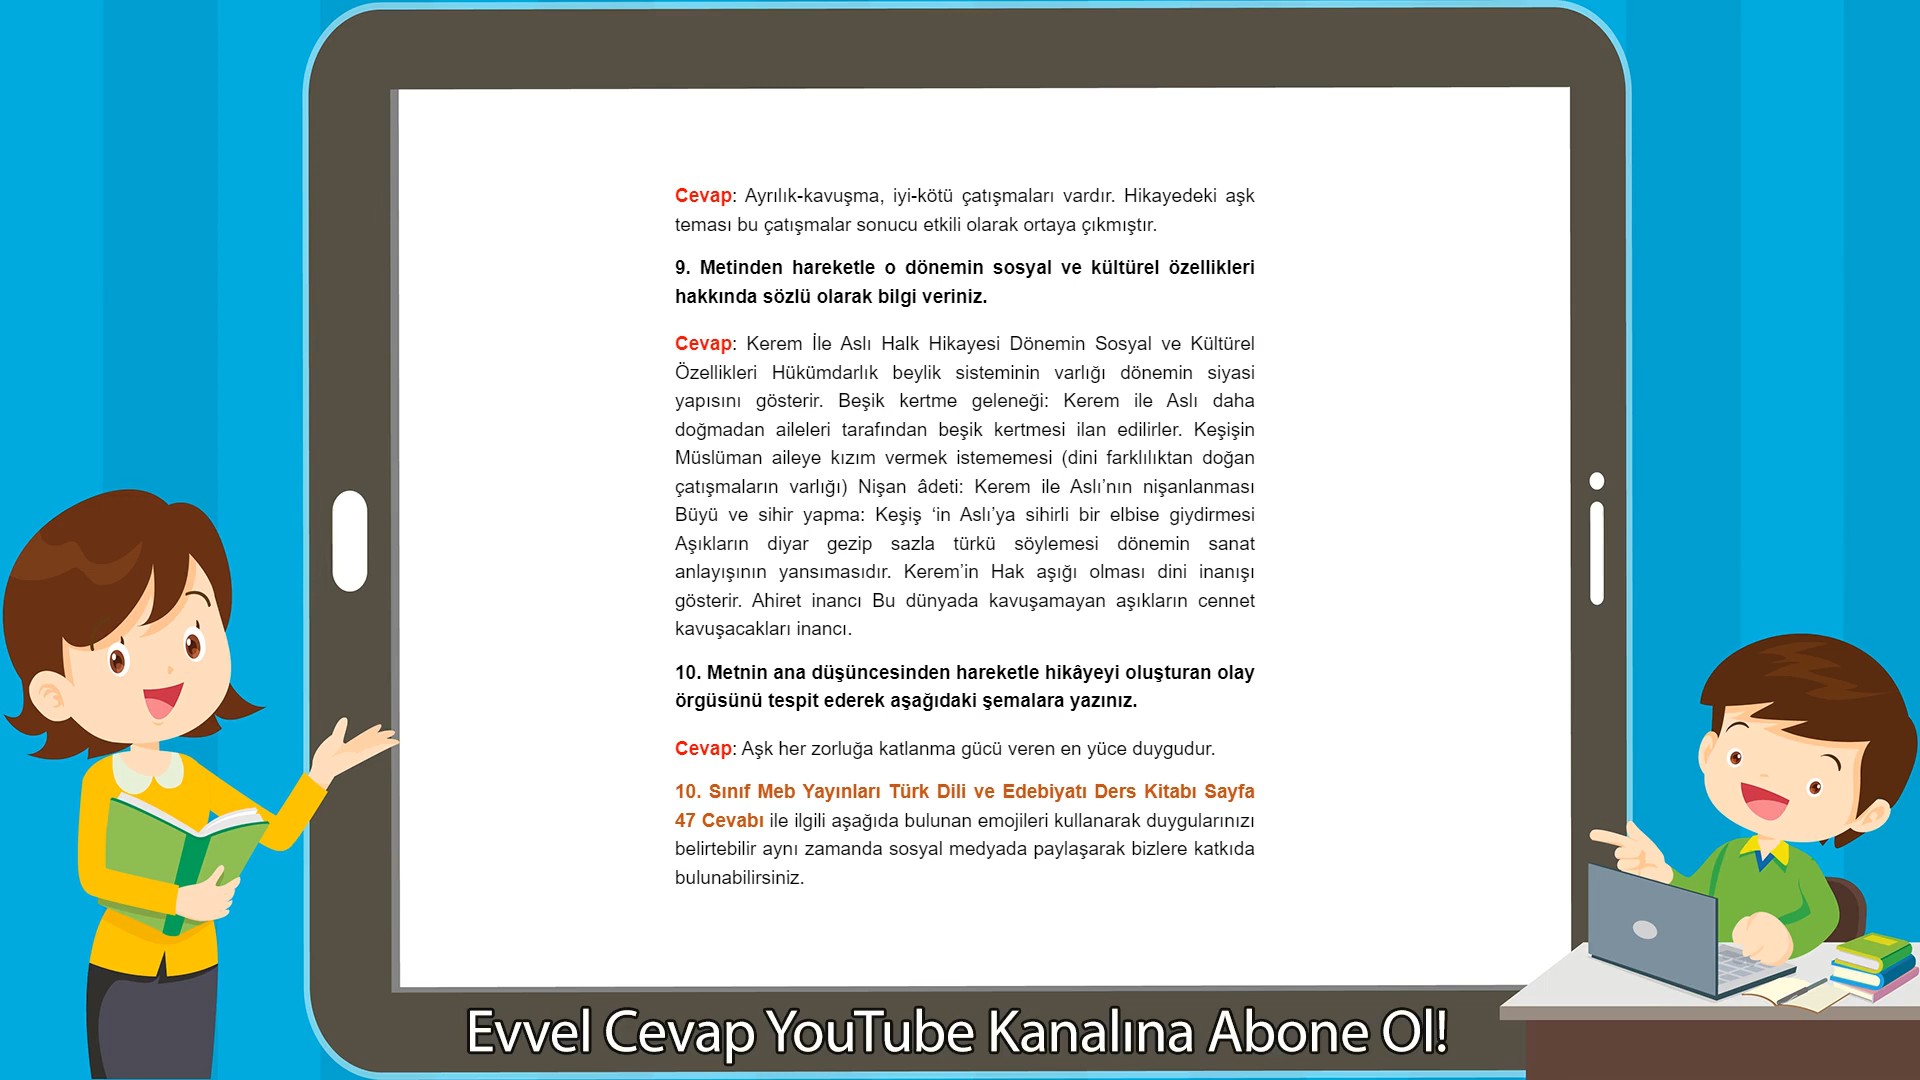 Cevap: Ayrılık-kavuşma, iyi-kötü çatışmaları vardır. Hikayedeki aşk
teması bu çatışmalar sonucu etkili olarak ortaya çıkmıştır.
9. Metinden hareketle o dönemin sosyal ve kültürel özellikleri
hakkında sözlü olarak bilgi veriniz.
Cevap: Kerem İle Aslı Halk Hikayesi Dönemin Sosyal ve Kültürel
Özellikleri Hükümdarlık beylik sisteminin varlığı dönemin siyasi
yapısını gösterir. Beşik kertme geleneği: Kerem ile Aslı daha
doğmadan aileleri tarafından beşik kertmesi ilan edilirler. Keşişin
Müslüman aileye kızım vermek istememesi (dini farklılıktan doğan
çatışmaların varlığı) Nişan âdeti: Kerem ile Aslı’nın nişanlanması
Büyü ve sihir yapma: Keşiş ‘in Aslı’ya sihirli bir elbise giydirmesi
Aşıkların diyar gezip sazla türkü söylemesi dönemin sanat
anlayışının yansımasıdır. Kerem’in Hak aşığı olması dini inanışı
gösterir. Ahiret inancı Bu dünyada kavuşamayan aşıkların cennet
kavuşacakları inancı.
10. Metnin ana düşüncesinden hareketle hikâyeyi oluşturan olay
örgüsünü tespit ederek aşağıdaki şemalara yazınız.
Cevap: Aşk her zorluğa katlanma gücü veren en yüce duygudur.
10. Sınıf Meb Yayınları Türk Dili ve Edebiyatı Ders Kitabı Sayfa
47 Cevabı ile ilgili aşağıda bulunan emojileri kullanarak duygularınızı
belirtebilir aynı zamanda sosyal medyada paylaşarak bizlere katkıda
bulunabilirsiniz.
Evvel Cevap YouTube Kanalına Abone Ol!